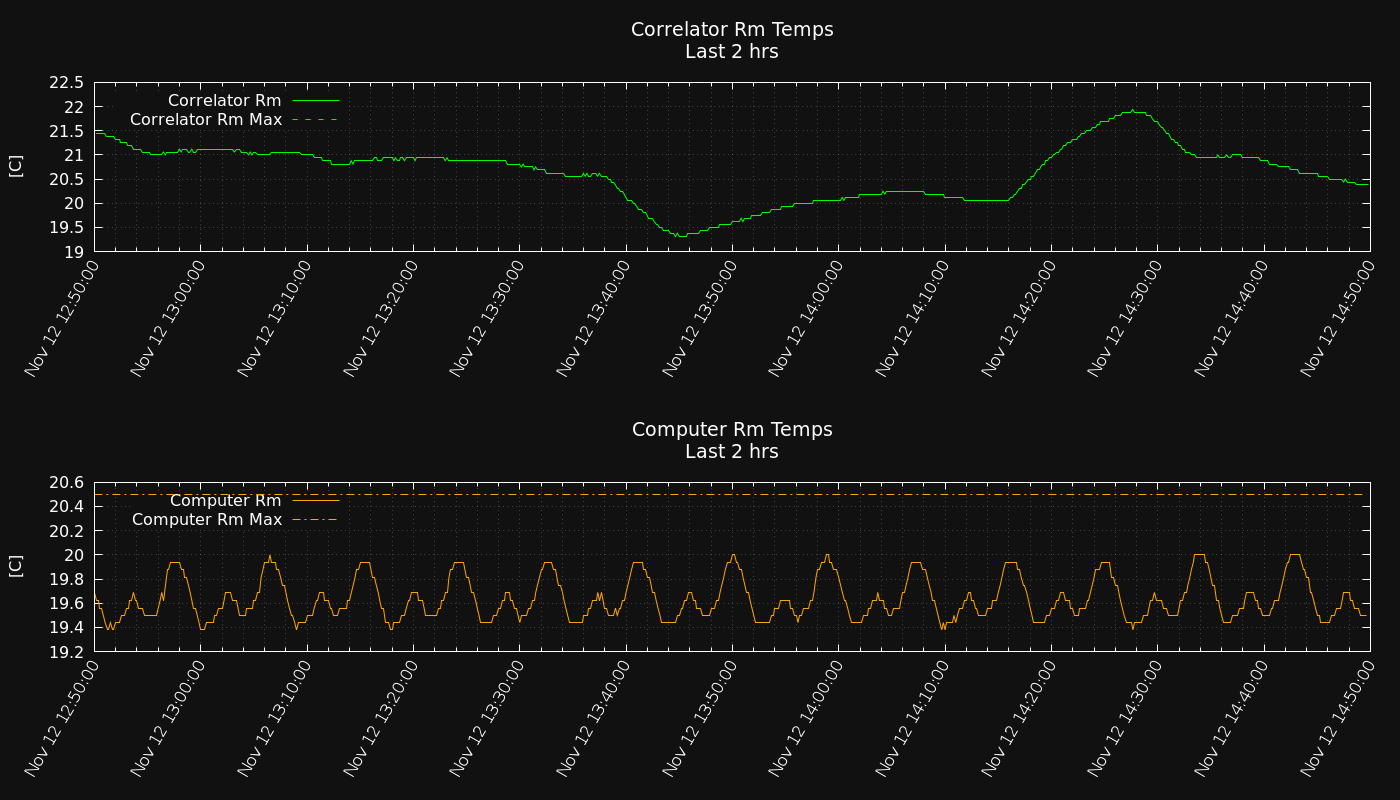 Correlator Rm Temps
Last 2 hrs
22.5
22
21.5
21
20.5
20
19.5
19
[C]
Correlator Rm
Correlator Rm Max
Nov 12 12:50:00
Nov 12 13:00:00
Nov 12 13:10:00
Nov 12 13:20:00
Nov 12 13:30:00
Nov 12 13:40:00
Nov 12 13:50:00
Nov 12 14:00:00
Nov 12 14:10:00
Nov 12 14:20:00
Nov 12 14:30:00
Nov 12 14:40:00
Nov 12 14:50:00
Computer Rm Temps
Last 2 hrs
20.6
20.4
20.2
20
19.8
19.6
19.4
19.2
[C]
Computer Rm
Computer Rm Max
Nov 12 12:50:00
Nov 12 13:00:00
Nov 12 13:10:00
Nov 12 13:20:00
Nov 12 13:30:00
Nov 12 13:40:00
Nov 12 13:50:00
Nov 12 14:00:00
Nov 12 14:10:00
Nov 12 14:20:00
Nov 12 14:30:00
Nov 12 14:40:00
Nov 12 14:50:00